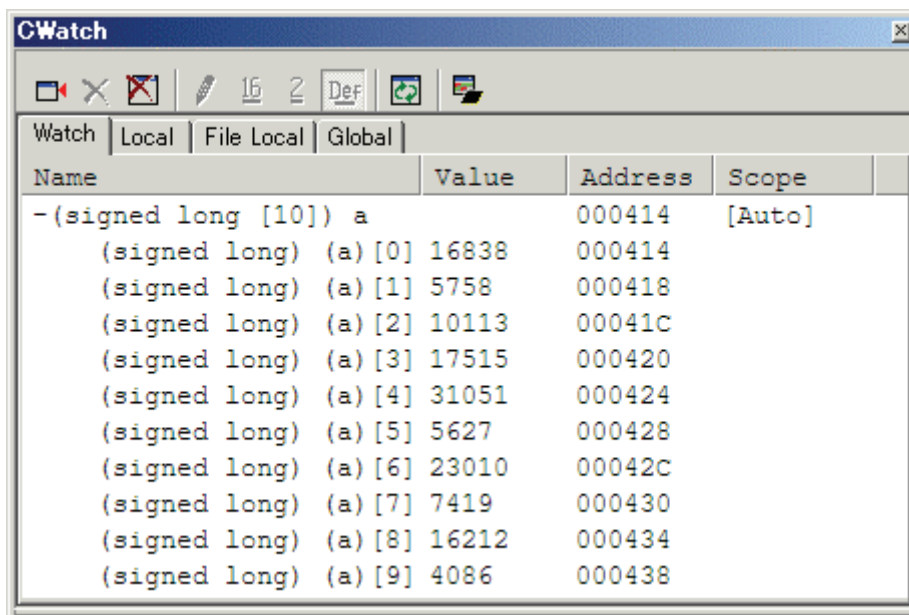 CWatch
16 2 Def
Watch Local File Local Global
Name Value Address Scope
-(signed long [10]) a 000414 [Auto]
(signed long) (a)[0] 16838 000414
(signed long) (a)[1] 5758 000418
(signed long) (a)[2] 10113 00041C
(signed long) (a)[3] 17515 000420
(signed long) (a)[4] 31051 000424
(signed long) (a)[5] 5627 000428
(signed long) (a)[6] 23010 00042C
(signed long) (a)[7] 7419 000430
(signed long) (a)[8] 16212 000434
(signed long) (a)[9] 4086 000438